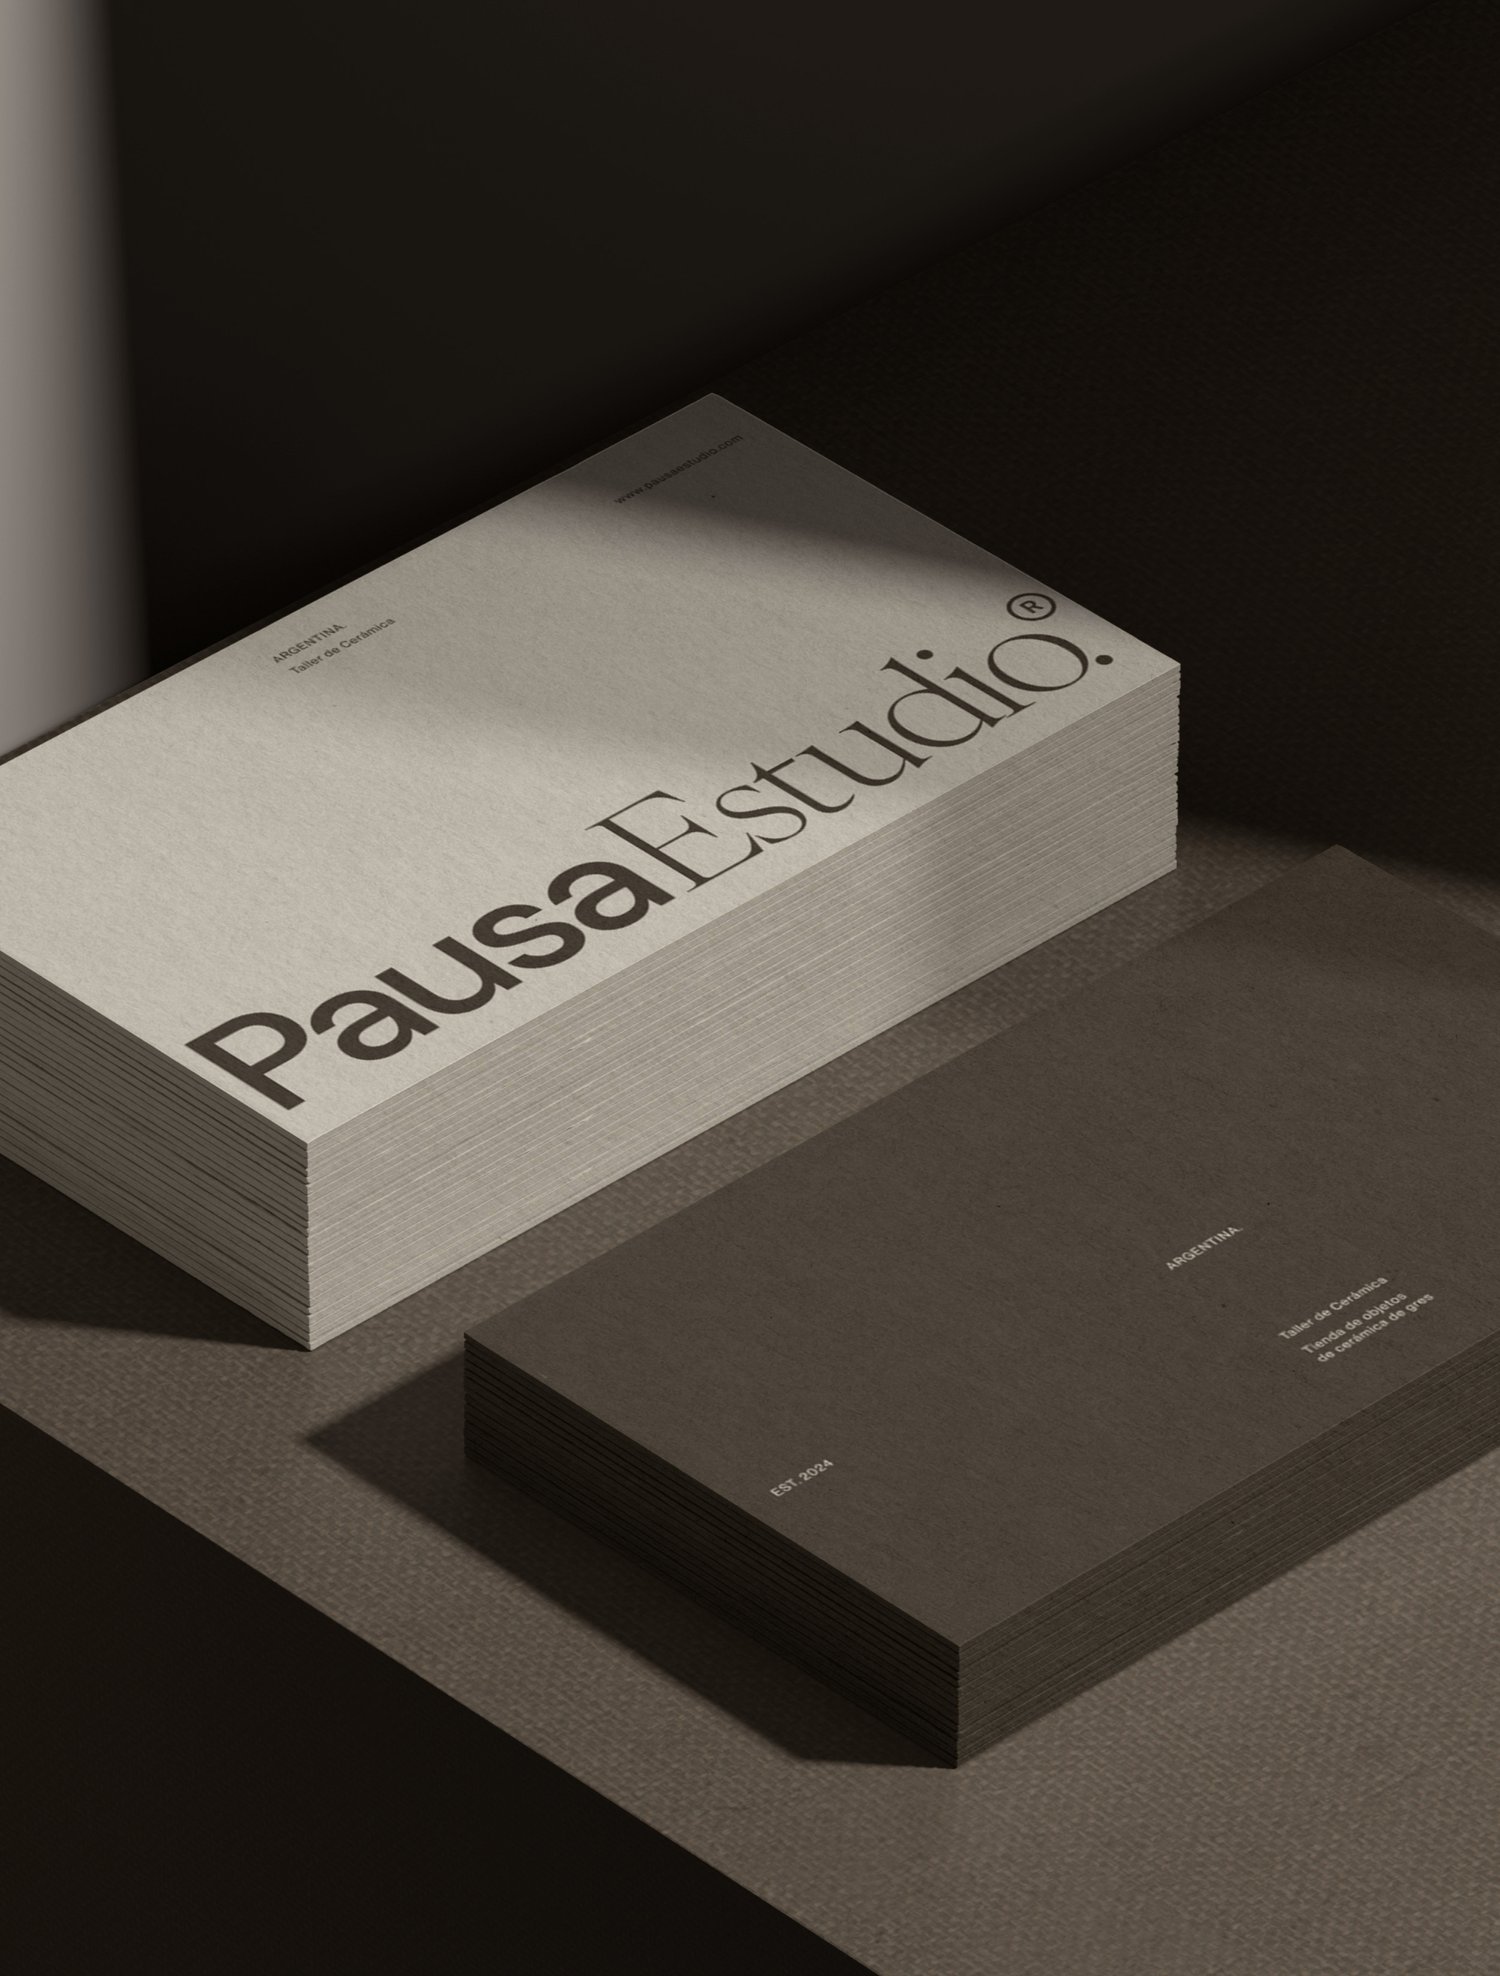 www.pausaestudio.com
ARGENTINA.
Taller de Cerámica
PausaEstudio.®
ARGENTINA.
Taller de Cerámica
Tienda de objetos
de cerámica de gres
EST. 2024